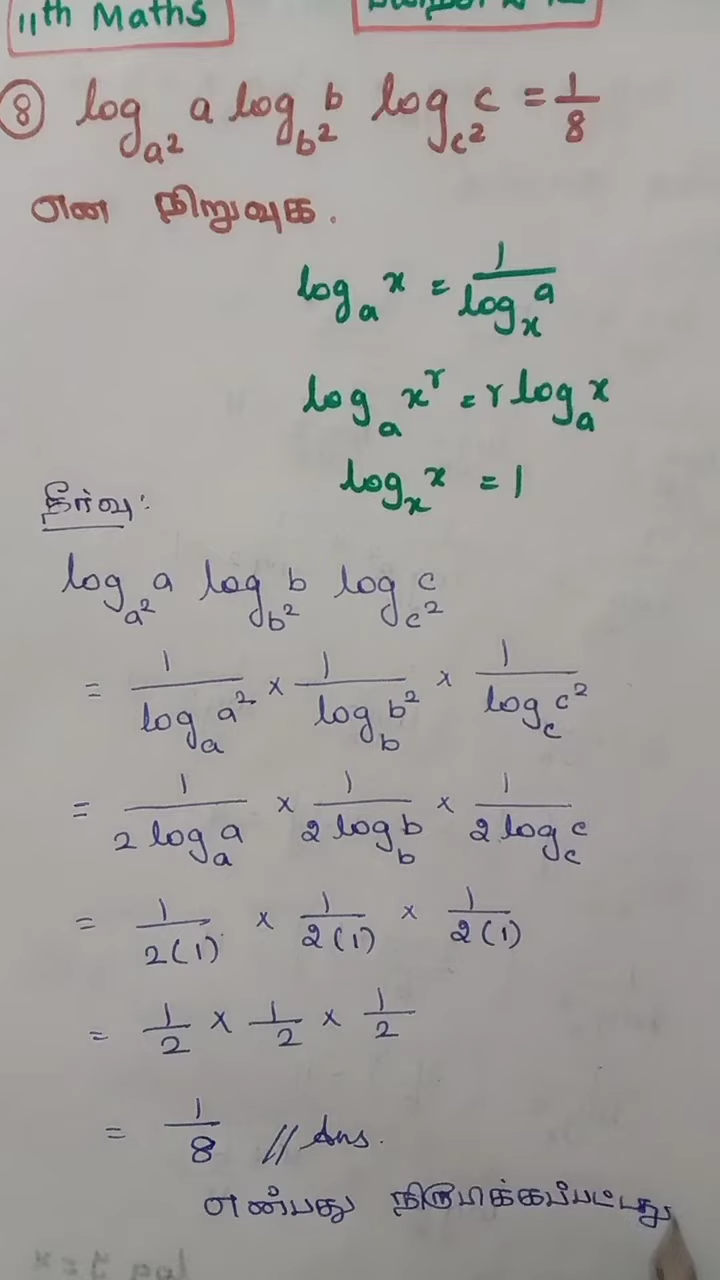 11th Maths
⑧ log_{a²} a log_{b²} b log_{c²} c = 1/8
என நிறுவுக.
log_a x = 1/log_x a
log_a x^r = r log_a x
log_x x = 1
தீர்வு:
log_{a²} a log_{b²} b log_{c²} c
= 1/log_a a² × 1/log_b b² × 1/log_c c²
= 1/2 log_a a × 1/2 log_b b × 1/2 log_c c
= 1/2(1) × 1/2(1) × 1/2(1)
= 1/2 × 1/2 × 1/2
= 1/8 // Ans.
என்பது நிரூபிக்கப்பட்டது